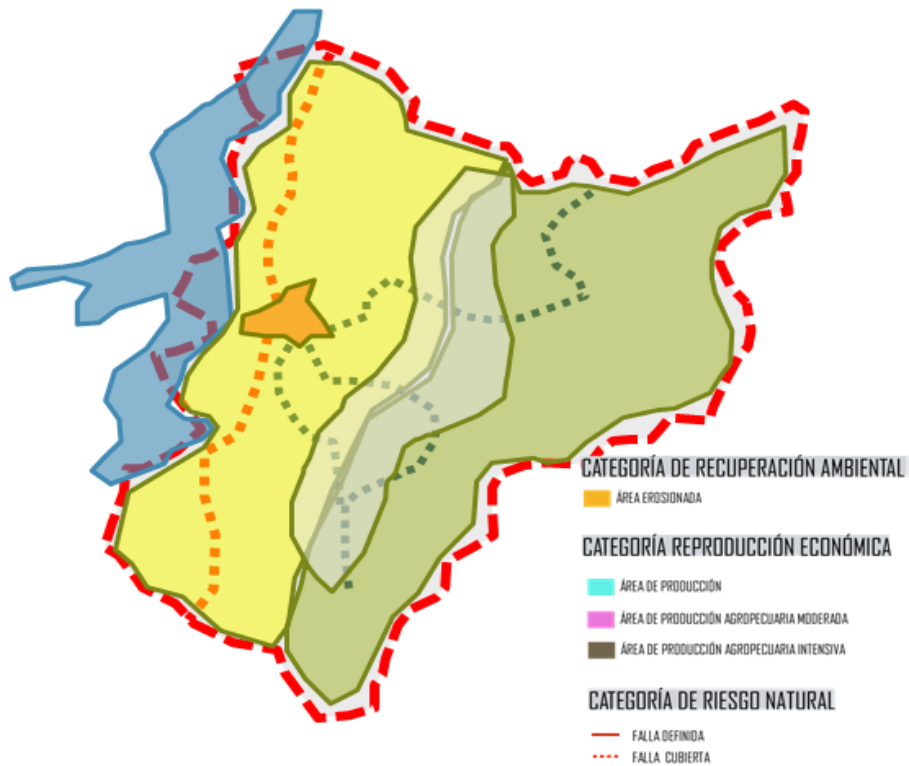 CATEGORÍA DE RECUPERACIÓN AMBIENTAL
ÁREA EROSIONADA
CATEGORÍA REPRODUCCIÓN ECONÓMICA
ÁREA DE PRODUCCIÓN
ÁREA DE PRODUCCIÓN AGROPECUARIA MODERADA
ÁREA DE PRODUCCIÓN AGROPECUARIA INTENSIVA
CATEGORÍA DE RIESGO NATURAL
FALLA DEFINIDA
FALLA CUBIERTA